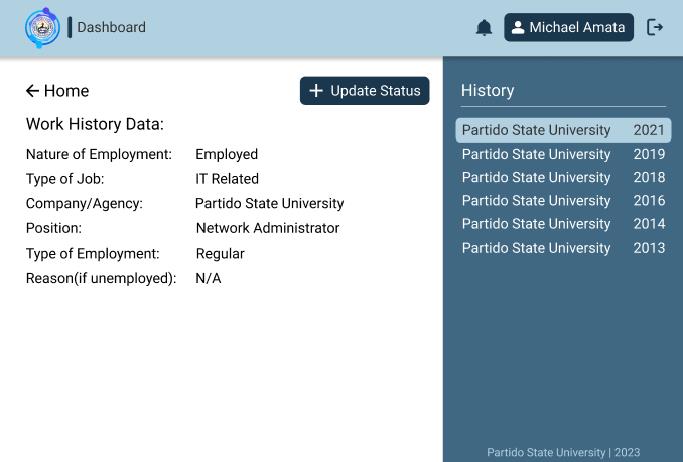 Dashboard
Michael Amata
Home
Update Status
Work History Data:
Nature of Employment: Employed
Type of Job: IT Related
Company/Agency: Partido State University
Position: Network Administrator
Type of Employment: Regular
Reason(if unemployed): N/A
History
Partido State University 2021
Partido State University 2019
Partido State University 2018
Partido State University 2016
Partido State University 2014
Partido State University 2013
Partido State University | 2023